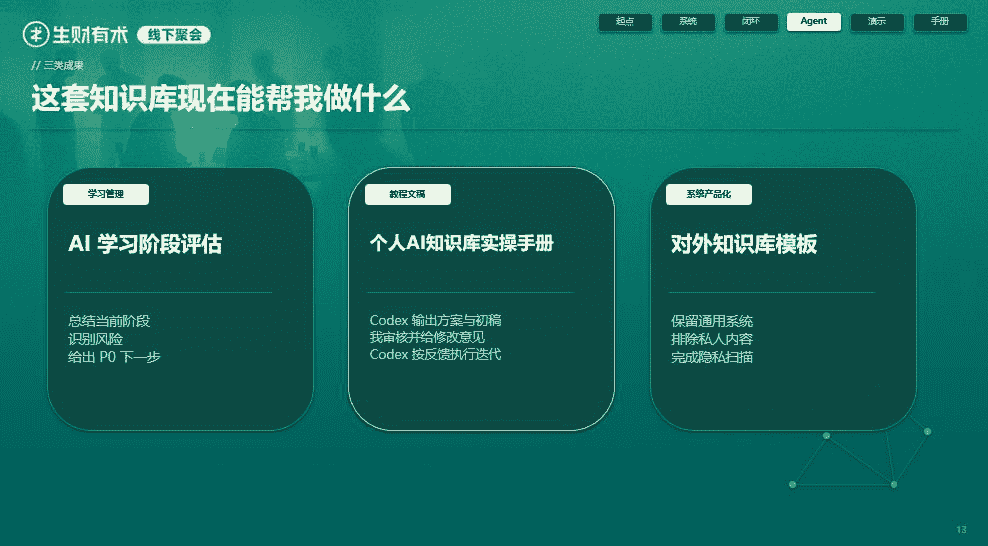 生财有术 线下聚会
起点 系统 闭环 Agent 演示 手册
// 三类成果
这套知识库现在能帮我做什么
学习管理
AI 学习阶段评估
总结当前阶段
识别风险
给出 P0 下一步
教程文稿
个人AI知识库实操手册
Codex 输出方案与初稿
我审核并给修改意见
Codex 按反馈执行迭代
系统产品化
对外知识库模板
保留通用系统
排除私人内容
完成隐私扫描
13